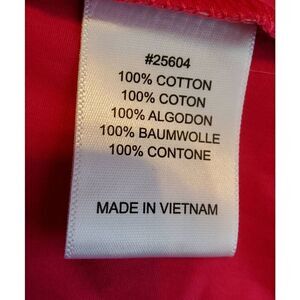 #25604
100% COTTON
100% COTON
100% ALGODON
100% BAUMWOLLE
100% CONTONE
MADE IN VIETNAM